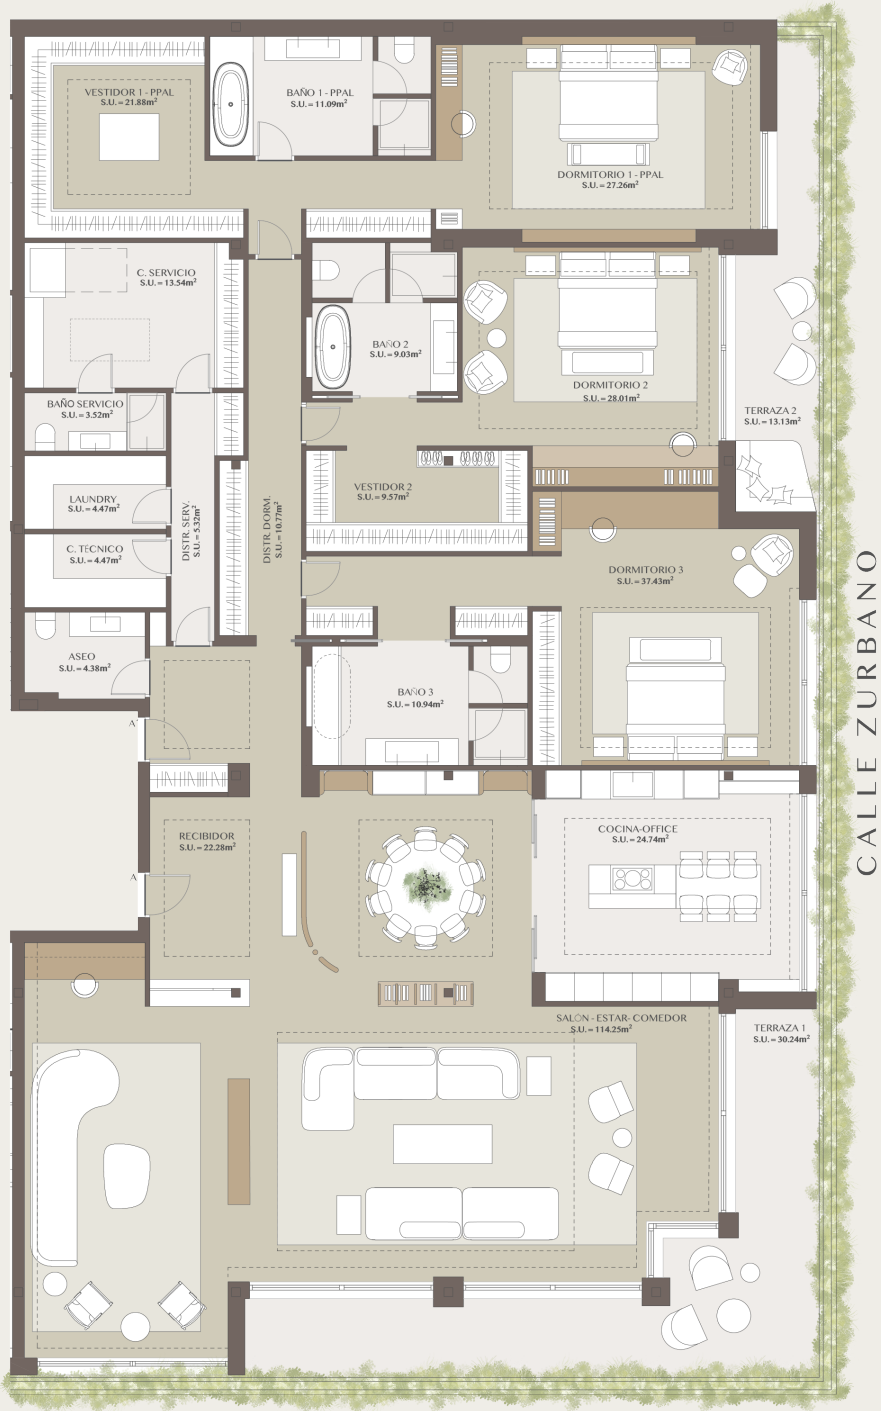 VESTIDOR 1 - PPAL
S.U. = 21.88m²
BAÑO 1 - PPAL
S.U. = 11.09m²
DORMITORIO 1 - PPAL
S.U. = 27.26m²
C. SERVICIO
S.U. = 13.54m²
BAÑO 2
S.U. = 9.03m²
DORMITORIO 2
S.U. = 28.01m²
TERRAZA 2
S.U. = 13.13m²
BAÑO SERVICIO
S.U. = 3.52m²
VESTIDOR 2
S.U. = 9.57m²
LAUNDRY
S.U. = 4.47m²
DISTR. SERV.
S.U. = 5.32m²
DISTR. DORM.
S.U. = 10.77m²
C. TÉCNICO
S.U. = 4.47m²
DORMITORIO 3
S.U. = 37.43m²
ASEO
S.U. = 4.38m²
BAÑO 3
S.U. = 10.94m²
CALLE ZURBANO
A
RECIBIDOR
S.U. = 22.28m²
COCINA-OFFICE
S.U. = 24.74m²
A
SALÓN - ESTAR- COMEDOR
S.U. = 114.25m²
TERRAZA 1
S.U. = 30.24m²